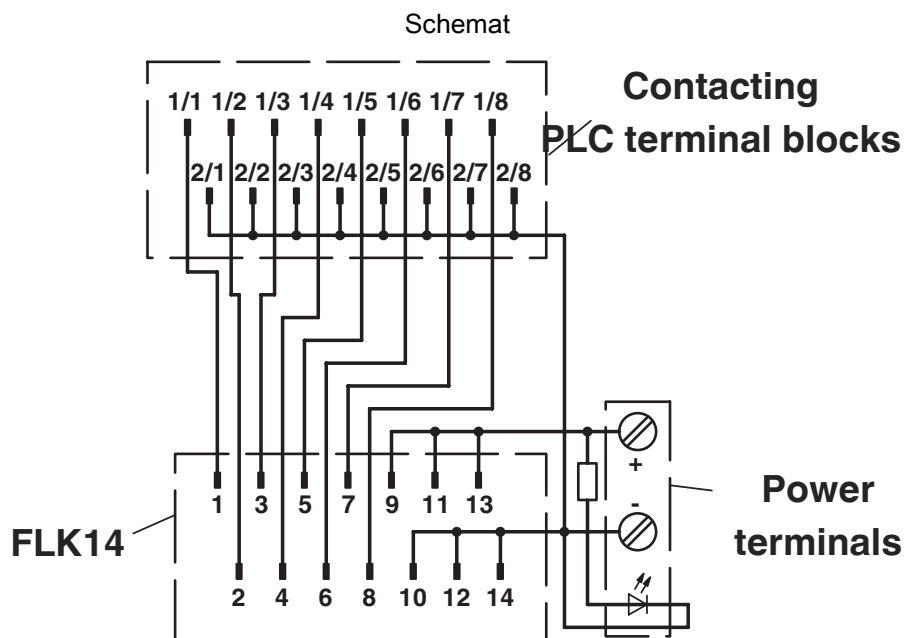 Schemat
Contacting
PLC terminal blocks
1/1 1/2 1/3 1/4 1/5 1/6 1/7 1/8
2/1 2/2 2/3 2/4 2/5 2/6 2/7 2/8
+
-
Power
terminals
FLK14
1 3 5 7 9 11 13
2 4 6 8 10 12 14